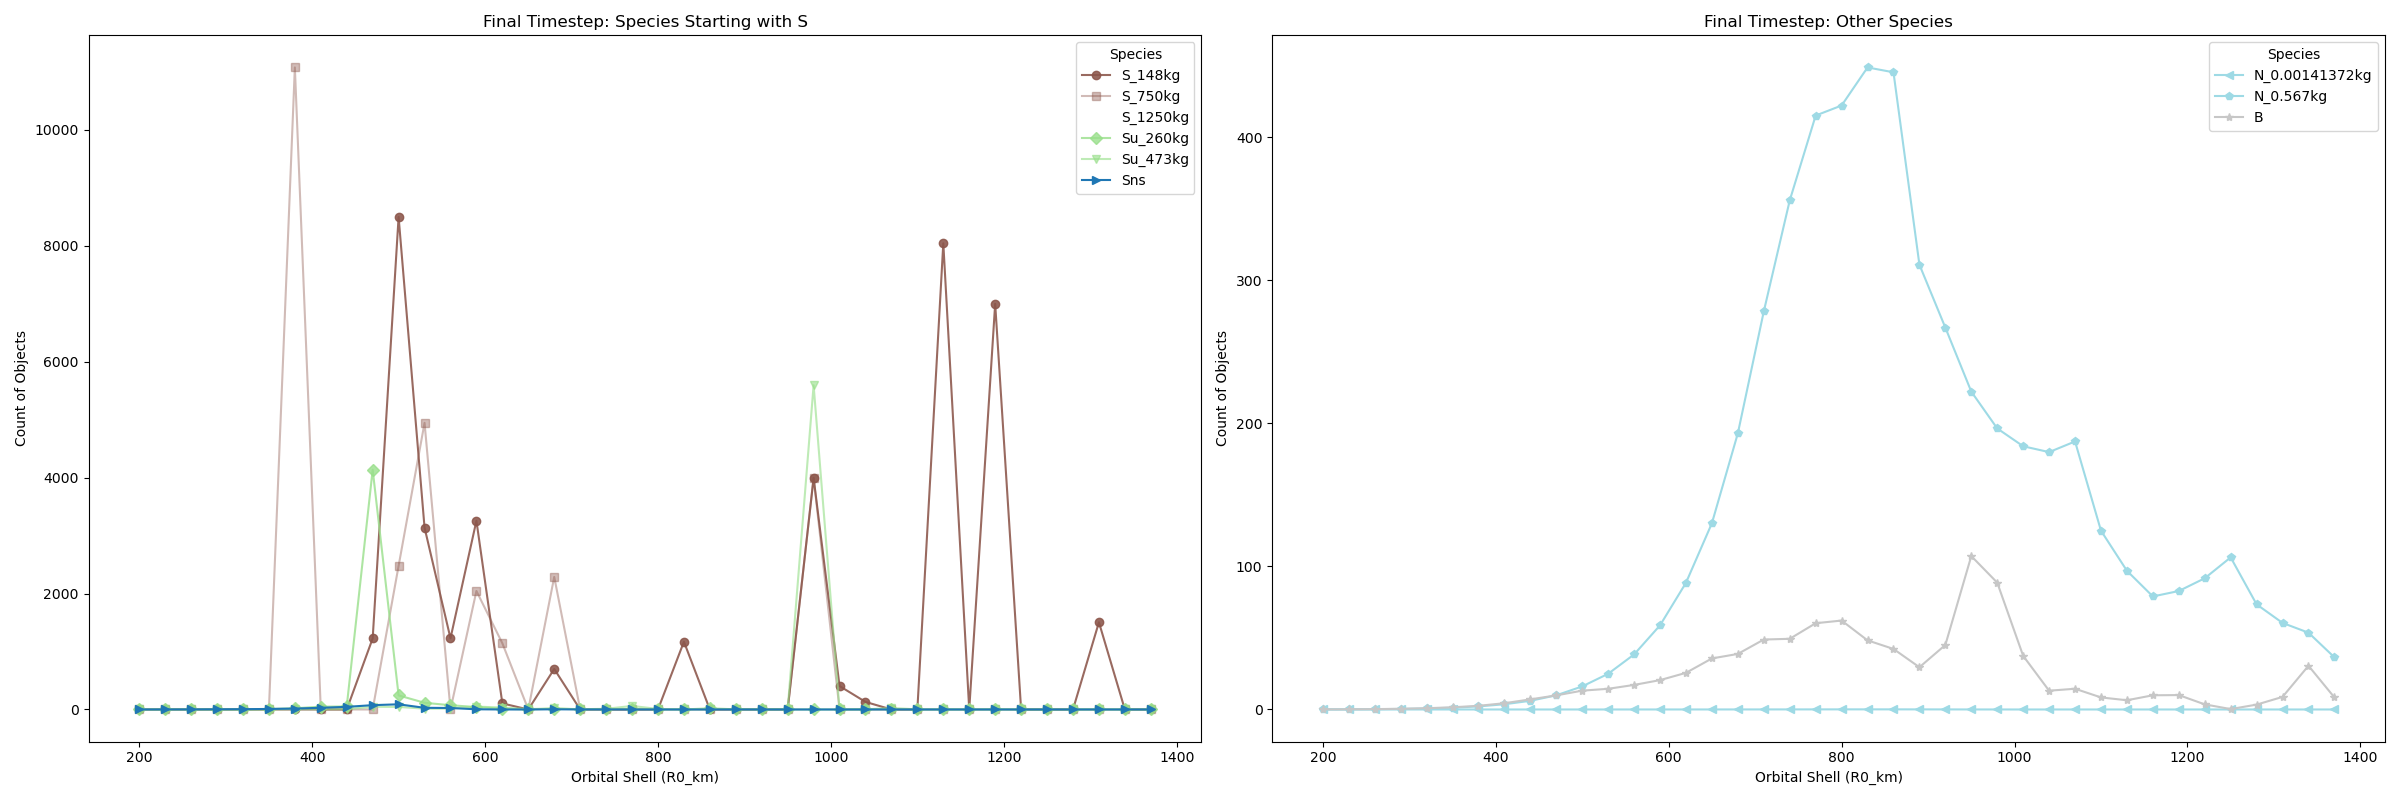 Final Timestep: Species Starting with S
Species
S_148kg
S_750kg
S_1250kg
Su_260kg
Su_473kg
Sns
10000
8000
6000
4000
2000
0
Count of Objects
200 400 600 800 1000 1200 1400
Orbital Shell (R0_km)
Final Timestep: Other Species
Species
N_0.00141372kg
N_0.567kg
B
400
300
200
100
0
Count of Objects
200 400 600 800 1000 1200 1400
Orbital Shell (R0_km)